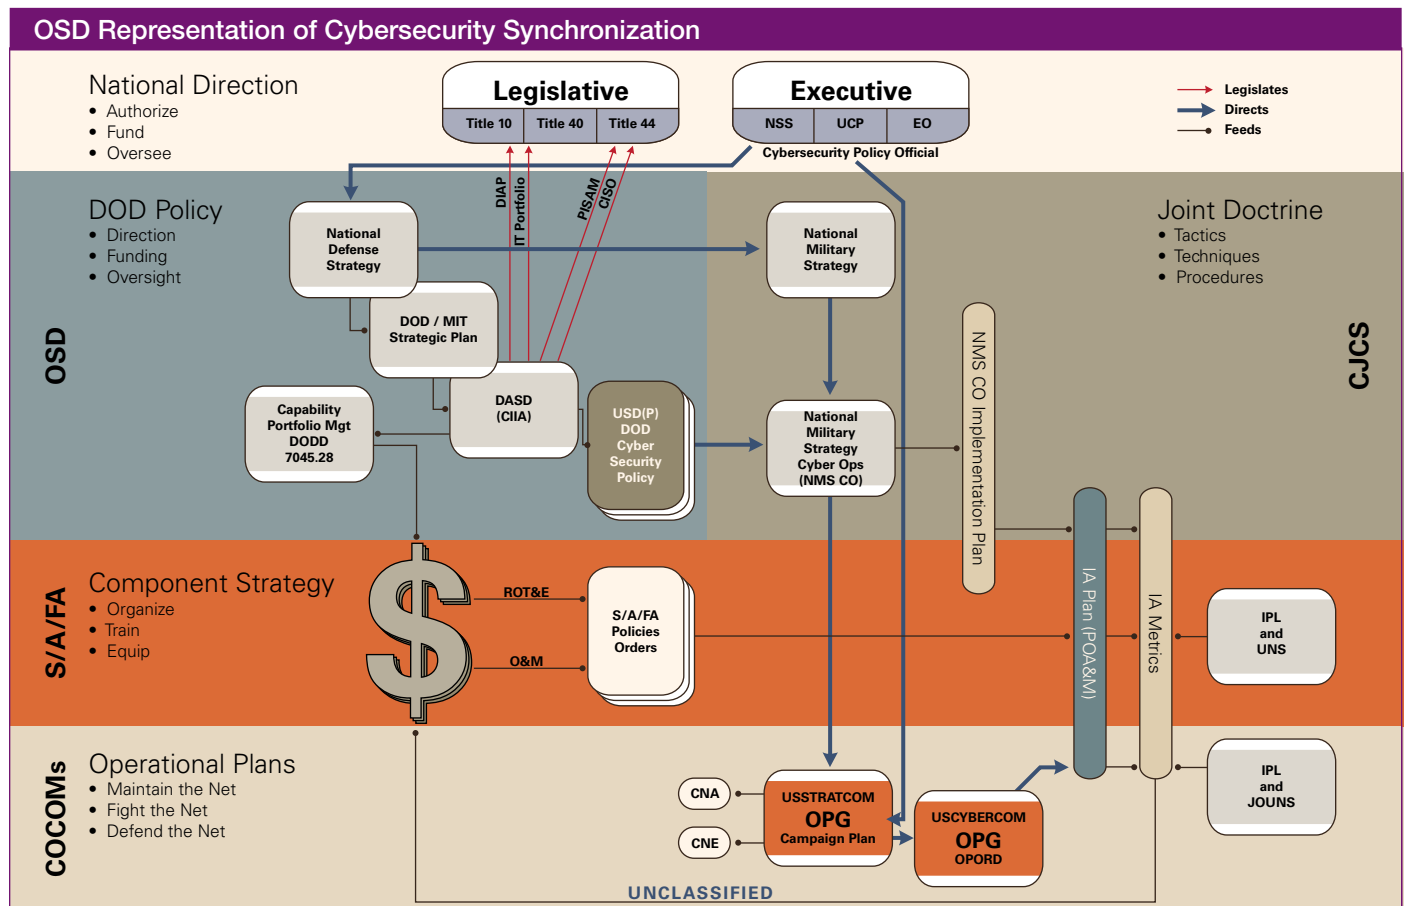 OSD Representation of Cybersecurity Synchronization
National Direction
• Authorize
• Fund
• Oversee
Legislative
Title 10
Title 40
Title 44
Executive
NSS
UCP
EO
Cybersecurity Policy Official
Legislates
Directs
Feeds
OSD
DOD Policy
• Direction
• Funding
• Oversight
DIAP
IT Portfolio
PISAM
CISO
National
Defense
Strategy
DOD / MIT
Strategic Plan
DASD
(CIIA)
Capability
Portfolio Mgt
DODD
7045.28
USD(P)
DOD
Cyber
Security
Policy
National
Military
Strategy
National
Military
Strategy
Cyber Ops
(NMS CO)
Joint Doctrine
• Tactics
• Techniques
• Procedures
CJCS
NMS CO Implementation Plan
IA Plan (POA&M)
IA Metrics
S/A/FA
Component Strategy
• Organize
• Train
• Equip
$
ROT&E
O&M
S/A/FA
Policies
Orders
IPL
and
UNS
COCOMs
Operational Plans
• Maintain the Net
• Fight the Net
• Defend the Net
CNA
CNE
USSTRATCOM
OPG
Campaign Plan
USCYBERCOM
OPG
OPORD
IPL
and
JOUNS
UNCLASSIFIED